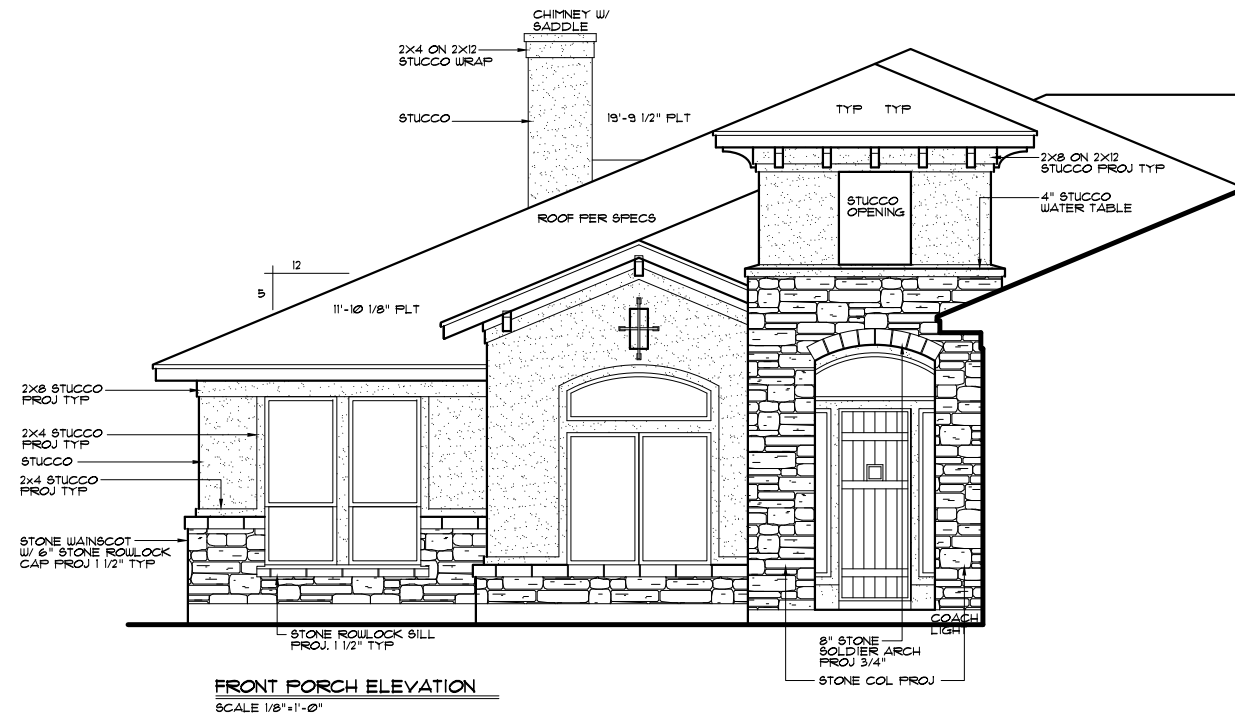 CHIMNEY W/
SADDLE
2X4 ON 2X12
STUCCO WRAP
STUCCO
19'-9 1/2" PLT
TYP TYP
2X8 ON 2X12
STUCCO PROJ TYP
4" STUCCO
WATER TABLE
STUCCO
OPENING
ROOF PER SPECS
12
5
11'-10 1/8" PLT
2X8 STUCCO
PROJ TYP
2X4 STUCCO
PROJ TYP
STUCCO
2x4 STUCCO
PROJ TYP
STONE WAINSCOT
W/ 6" STONE ROWLOCK
CAP PROJ 1 1/2" TYP
STONE ROWLOCK SILL
PROJ. 1 1/2" TYP
COACH
LIGHT
8" STONE
SOLDIER ARCH
PROJ 3/4"
STONE COL PROJ
FRONT PORCH ELEVATION
SCALE 1/8"=1'-0"